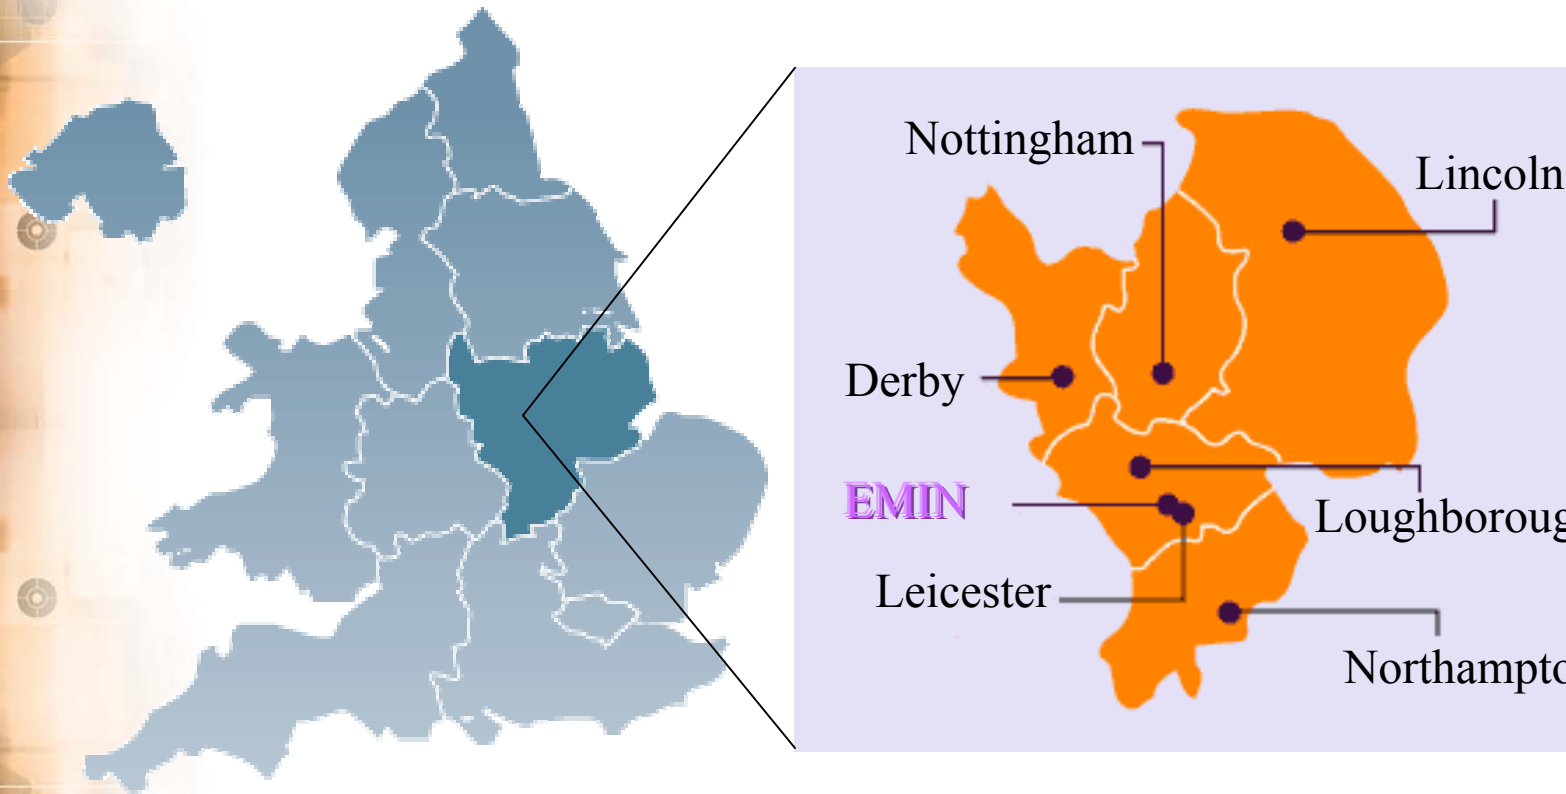 Nottingham
Lincoln
Derby
EMIN
Loughboroug
Leicester
Northampto